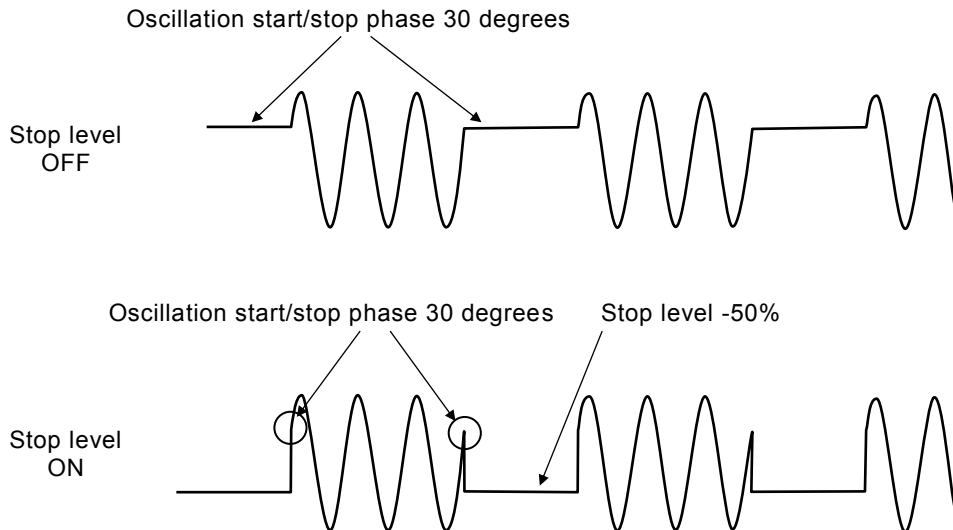 Oscillation start/stop phase 30 degrees
Stop level
OFF
Oscillation start/stop phase 30 degrees
Stop level -50%
Stop level
ON